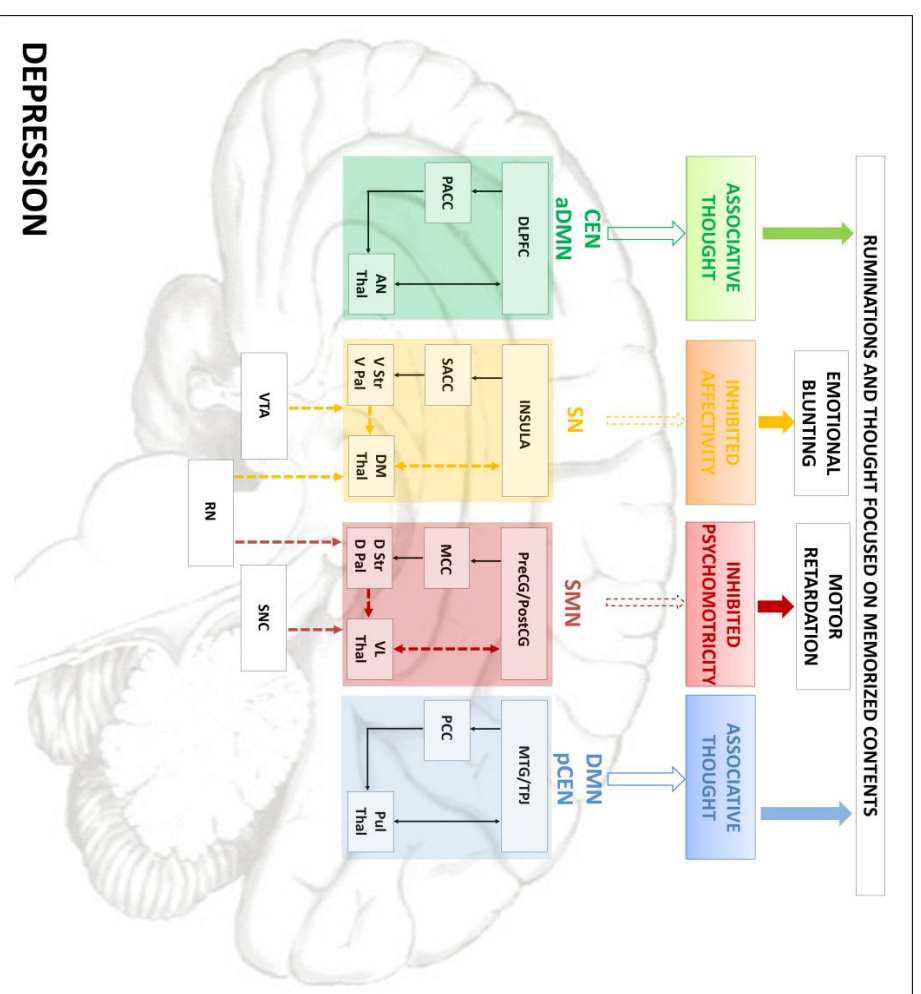 DEPRESSION
RUMINATIONS AND THOUGHT FOCUSED ON MEMORIZED CONTENTS
EMOTIONAL
BLUNTING
MOTOR
RETARDATION
ASSOCIATIVE
THOUGHT
INHIBITED
AFFECTIVITY
INHIBITED
PSYCHOMOTRICITY
ASSOCIATIVE
THOUGHT
CEN
aDMN
SN
SMN
DMN
pCEN
DLPFC
PACC
AN
Thal
INSULA
SACC
V Str
V Pal
DM
Thal
PreCG/PostCG
MCC
D Str
D Pal
VL
Thal
MTG/TPJ
PCC
Pul
Thal
VTA
RN
SNC